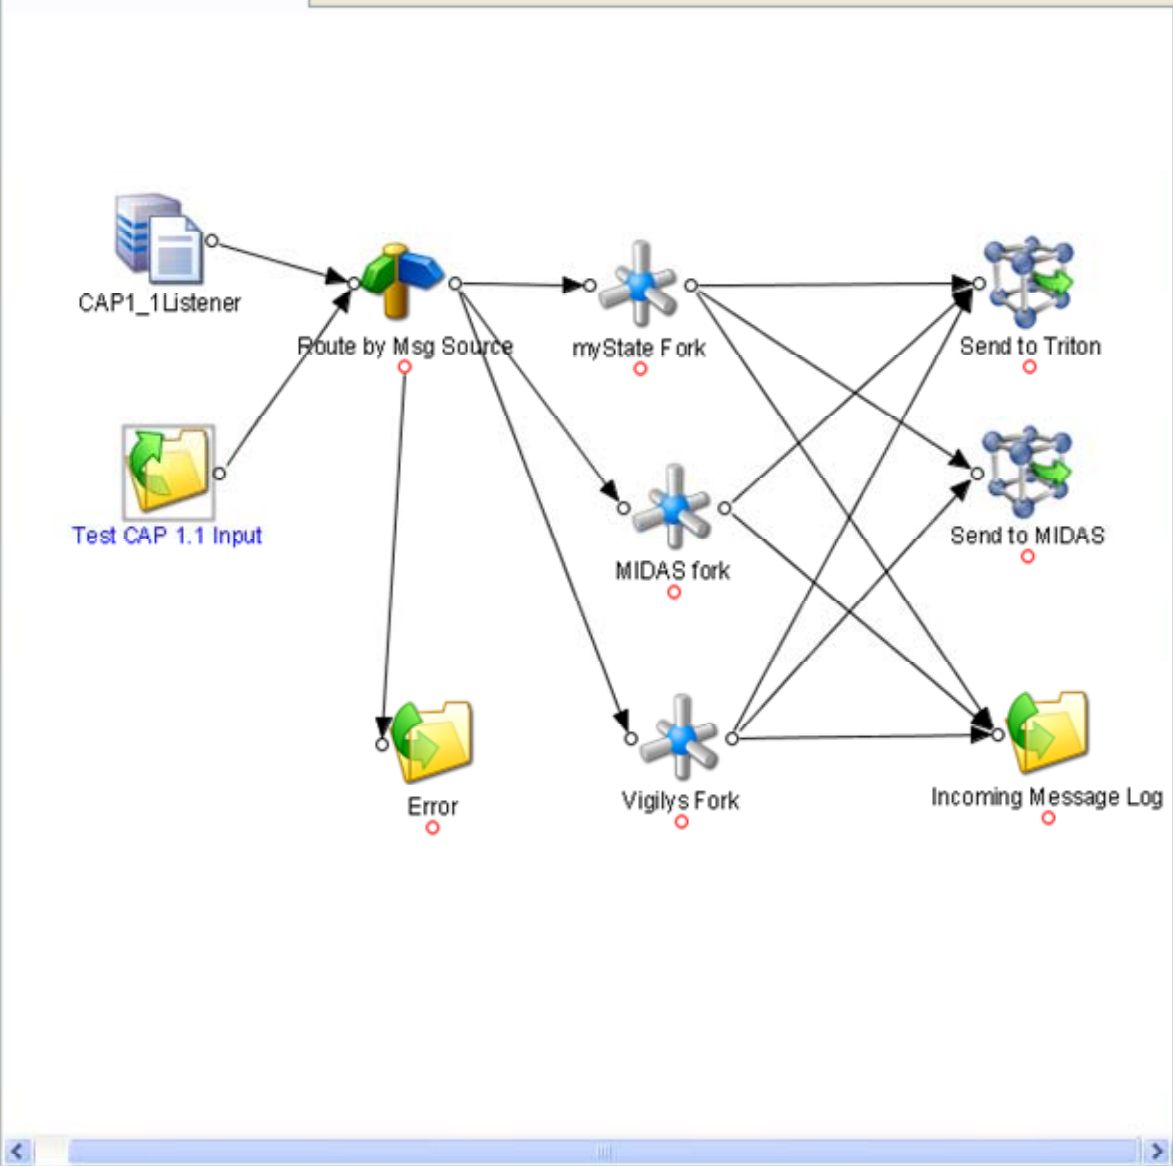 CAP1_1Listener
Route by Msg Source
myState Fork
Send to Triton
Test CAP 1.1 Input
MIDAS fork
Send to MIDAS
Error
Vigilys Fork
Incoming Message Log